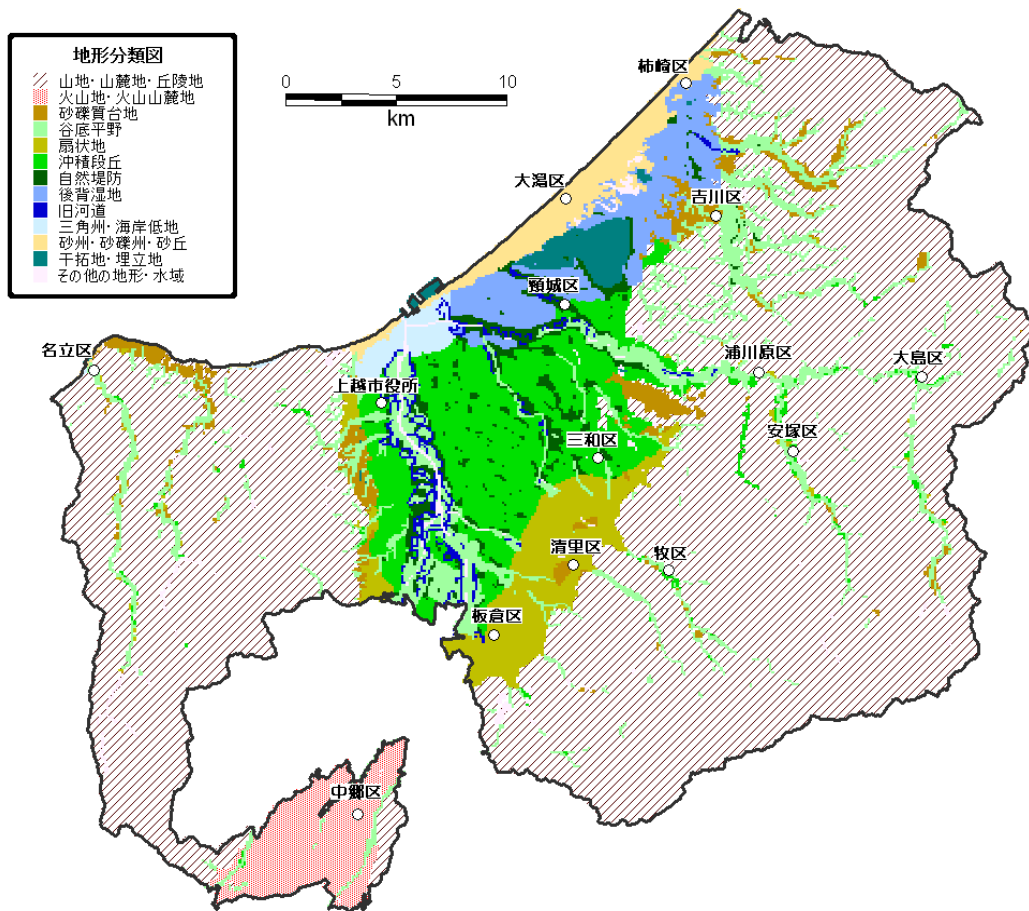 地形分類図
山地・山麓地・丘陵地
火山地・火山山麓地
砂礫質台地
谷底平野
扇状地
沖積段丘
自然堤防
後背湿地
旧河道
三角州・海岸低地
砂州・砂礫州・砂丘
干拓地・埋立地
その他の地形・水域
0 5 10
km
柿崎区
大潟区
吉川区
頸城区
名立区
上越市役所
浦川原区
大島区
安塚区
三和区
清里区
牧区
板倉区
中郷区